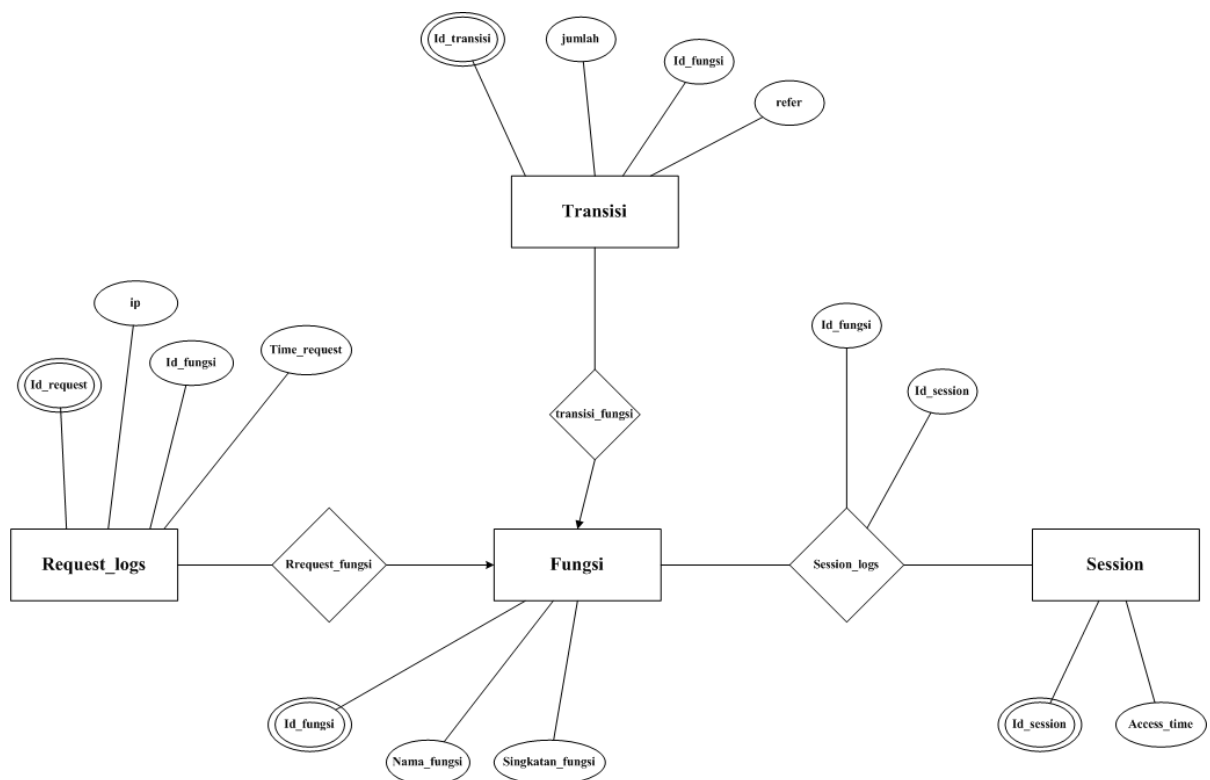 Id_transisi
jumlah
Id_fungsi
refer
Transisi
ip
Id_fungsi
Time_request
Id_request
Id_fungsi
Id_session
transisi_fungsi
Request_logs
Rrequest_fungsi
Fungsi
Session_logs
Session
Id_fungsi
Nama_fungsi
Singkatan_fungsi
Id_session
Access_time